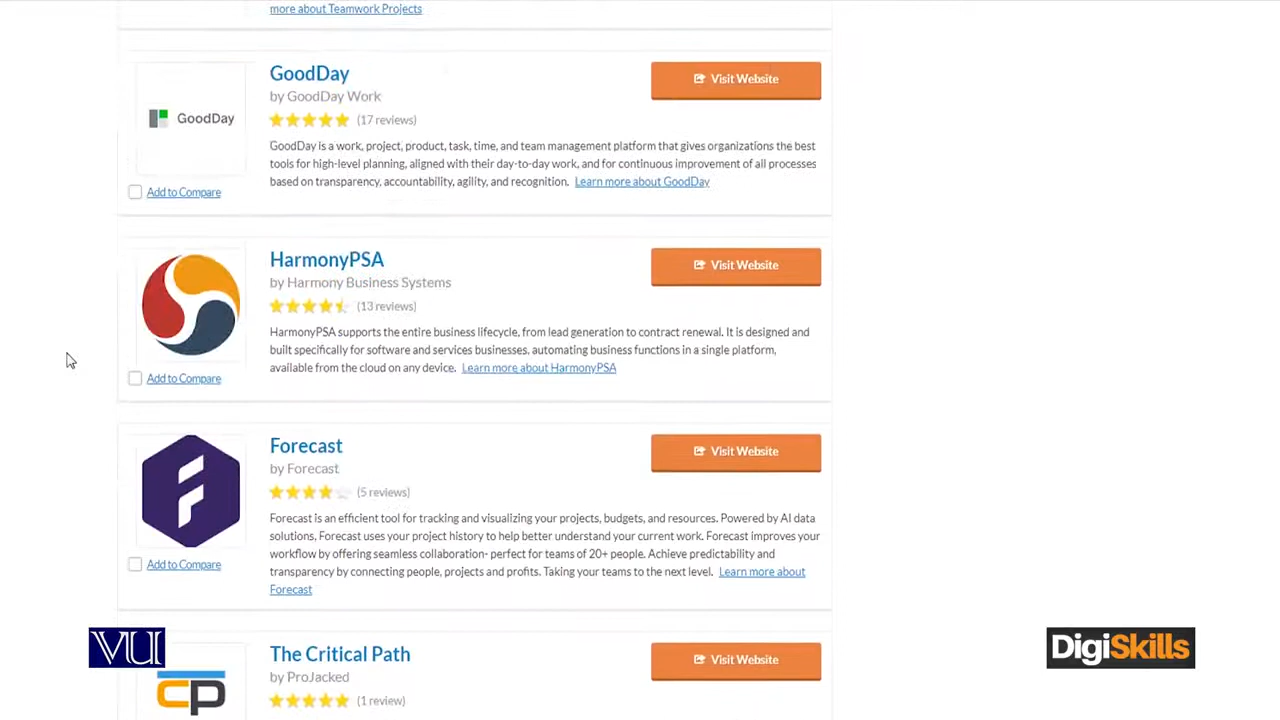 more about Teamwork Projects
GoodDay
Visit Website
by GoodDay Work
(17 reviews)
GoodDay
GoodDay is a work, project, product, task, time, and team management platform that gives organizations the best
tools for high-level planning, aligned with their day-to-day work, and for continuous improvement of all processes
based on transparency, accountability, agility, and recognition. Learn more about GoodDay
Add to Compare
HarmonyPSA
Visit Website
by Harmony Business Systems
(13 reviews)
HarmonyPSA supports the entire business lifecycle, from lead generation to contract renewal. It is designed and
built specifically for software and services businesses, automating business functions in a single platform,
available from the cloud on any device. Learn more about HarmonyPSA
Add to Compare
Forecast
Visit Website
by Forecast
(5 reviews)
F
Forecast is an efficient tool for tracking and visualizing your projects, budgets, and resources. Powered by AI data
solutions, Forecast uses your project history to help better understand your current work. Forecast improves your
workflow by offering seamless collaboration- perfect for teams of 20+ people. Achieve predictability and
transparency by connecting people, projects and profits. Taking your teams to the next level. Learn more about
Forecast
Add to Compare
VU
DigiSkills
The Critical Path
Visit Website
by ProJacked
cp
(1 review)